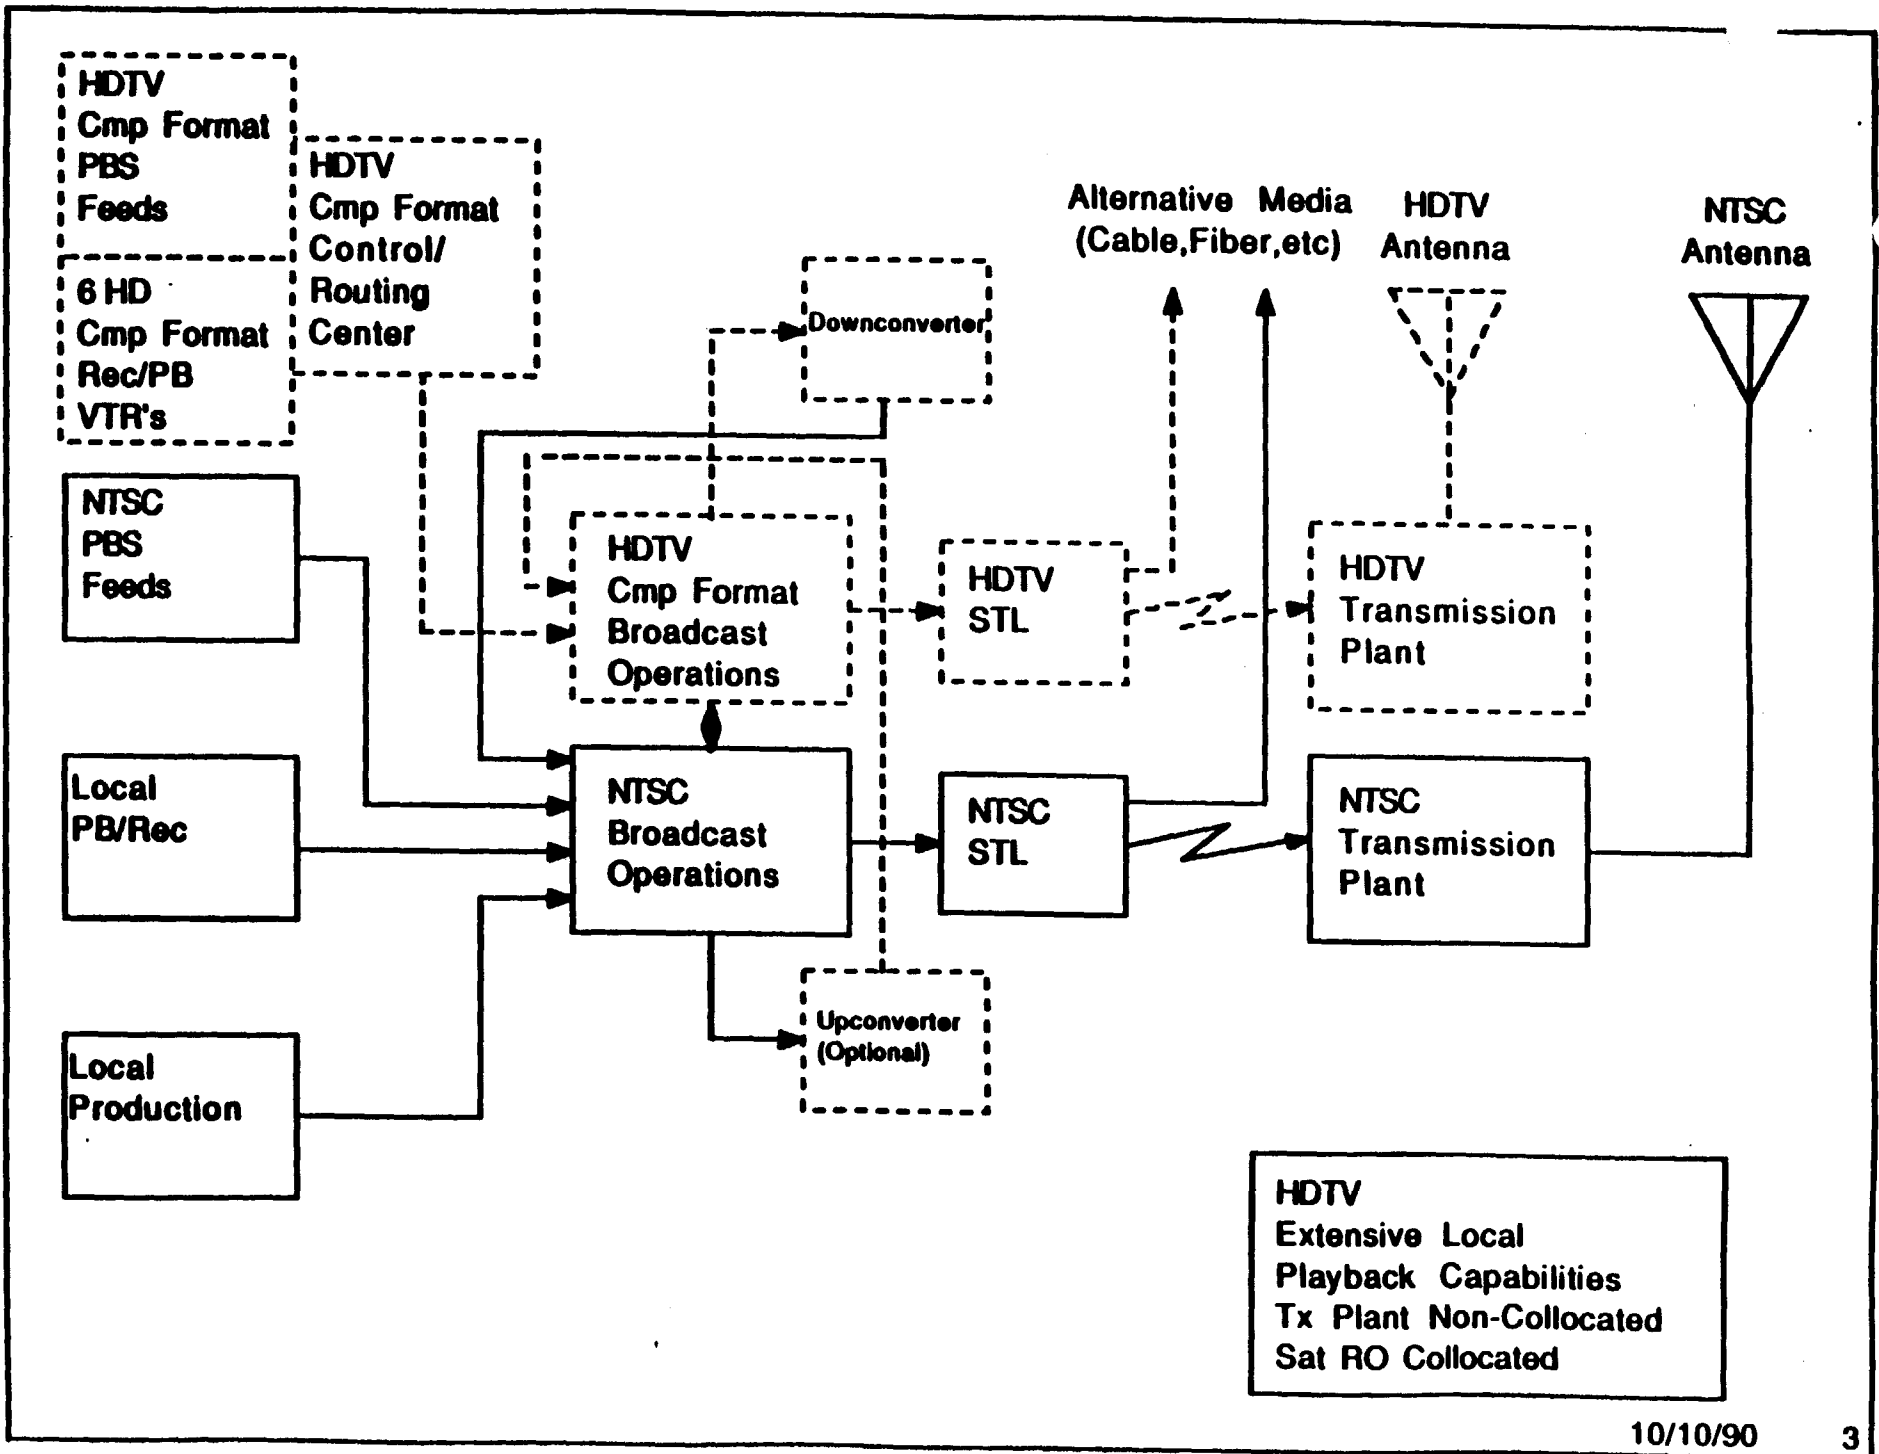 HDTV
Cmp Format
PBS
Feeds
HDTV
Cmp Format
Control/
Routing
Center
6 HD
Cmp Format
Rec/PB
VTR's
Downconverter
Alternative Media
(Cable,Fiber,etc)
HDTV
Antenna
NTSC
Antenna
NTSC
PBS
Feeds
HDTV
Cmp Format
Broadcast
Operations
HDTV
STL
HDTV
Transmission
Plant
Local
PB/Rec
NTSC
Broadcast
Operations
NTSC
STL
NTSC
Transmission
Plant
Upconverter
(Optional)
Local
Production
HDTV
Extensive Local
Playback Capabilities
Tx Plant Non-Collocated
Sat RO Collocated
10/10/90 3